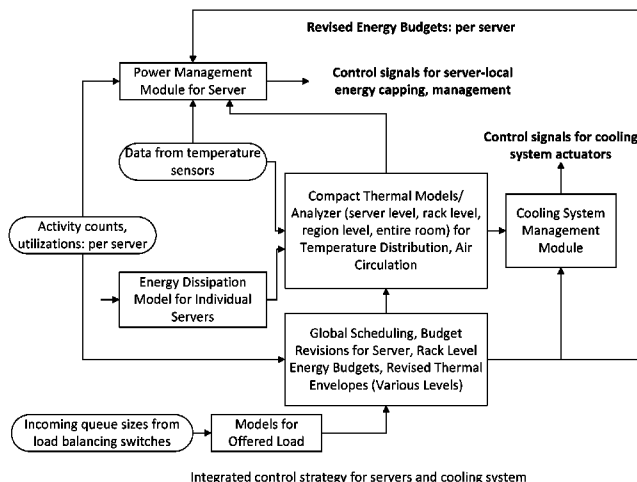 Revised Energy Budgets: per server
Power Management
Module for Server
Control signals for server-local
energy capping, management
Control signals for cooling
system actuators
Data from temperature
sensors
Compact Thermal Models/
Analyzer (server level, rack level,
region level, entire room) for
Temperature Distribution, Air
Circulation
Cooling System
Management
Module
Activity counts,
utilizations: per server
Energy Dissipation
Model for Individual
Servers
Global Scheduling, Budget
Revisions for Server, Rack Level
Energy Budgets, Revised Thermal
Envelopes (Various Levels)
Incoming queue sizes from
load balancing switches
Models for
Offered Load
Integrated control strategy for servers and cooling system